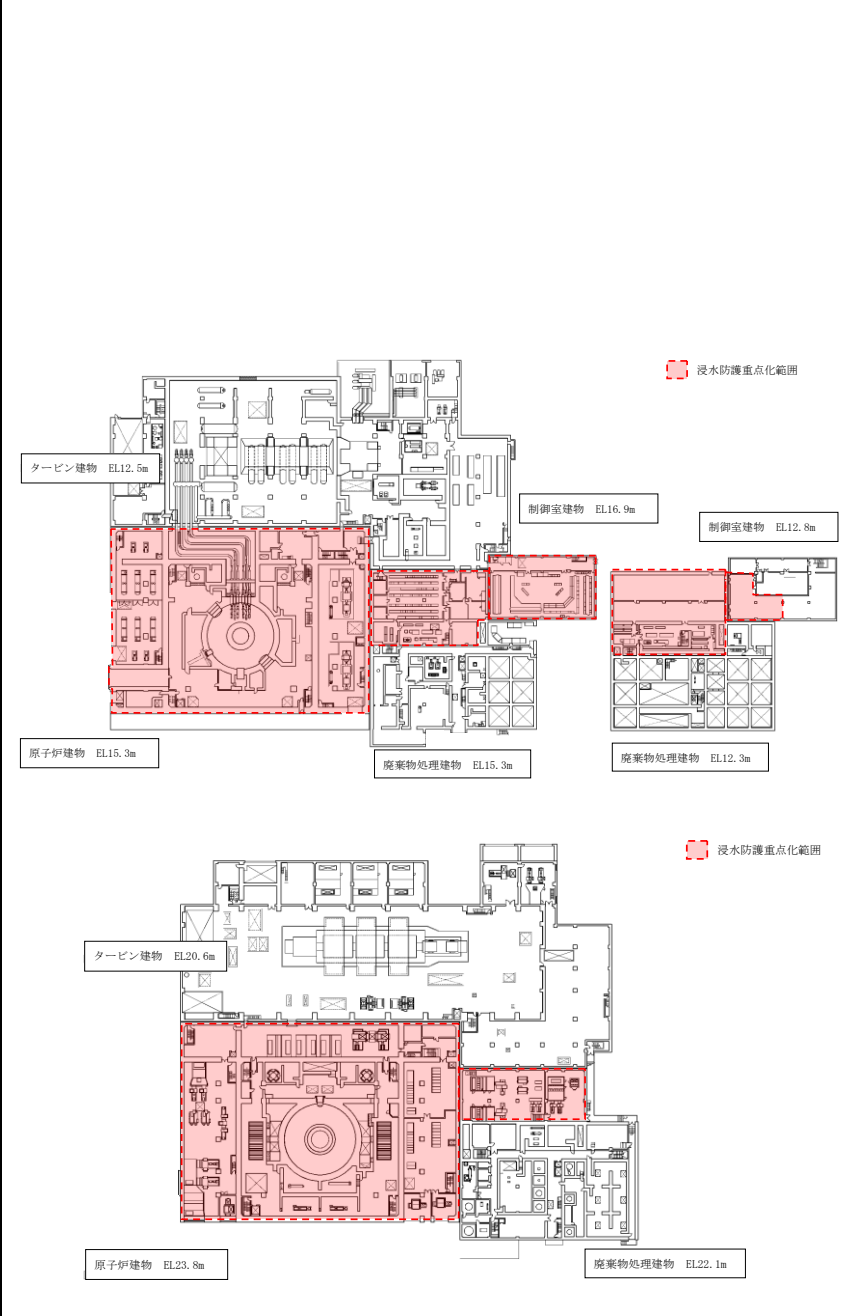 浸水防護重点化範囲
タービン建物　EL12.5m
制御室建物　EL16.9m
制御室建物　EL12.8m
原子炉建物　EL15.3m
廃棄物処理建物　EL15.3m
廃棄物処理建物　EL12.3m
浸水防護重点化範囲
タービン建物　EL20.6m
原子炉建物　EL23.8m
廃棄物処理建物　EL22.1m